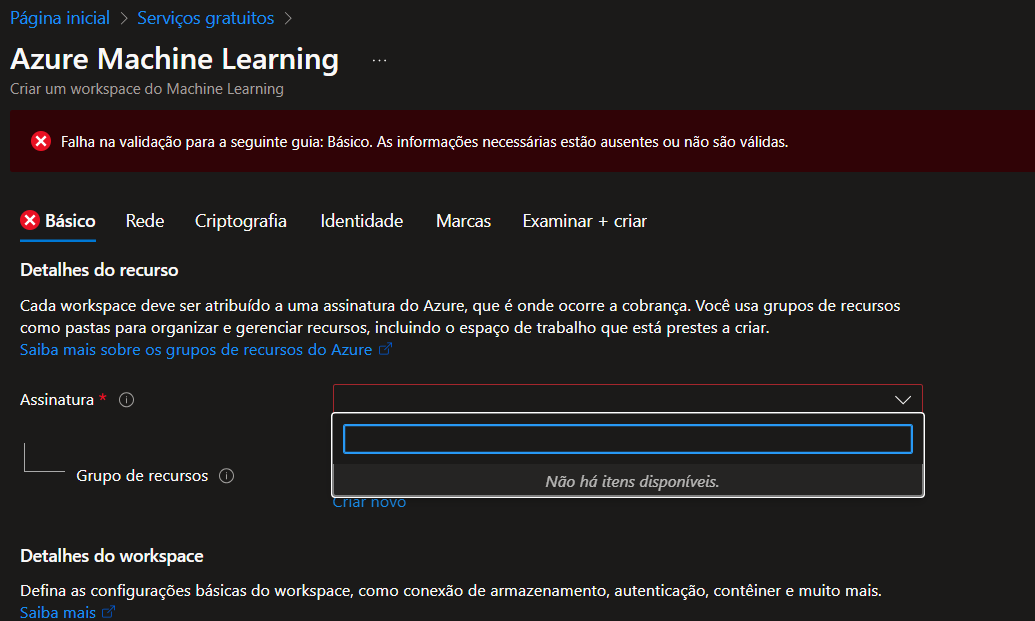 Página inicial > Serviços gratuitos >
Azure Machine Learning ...
Criar um workspace do Machine Learning
Falha na validação para a seguinte guia: Básico. As informações necessárias estão ausentes ou não são válidas.
Básico Rede Criptografia Identidade Marcas Examinar + criar
Detalhes do recurso
Cada workspace deve ser atribuído a uma assinatura do Azure, que é onde ocorre a cobrança. Você usa grupos de recursos
como pastas para organizar e gerenciar recursos, incluindo o espaço de trabalho que está prestes a criar.
Saiba mais sobre os grupos de recursos do Azure
Assinatura *
Grupo de recursos
Não há itens disponíveis.
Criar novo
Detalhes do workspace
Defina as configurações básicas do workspace, como conexão de armazenamento, autenticação, contêiner e muito mais.
Saiba mais